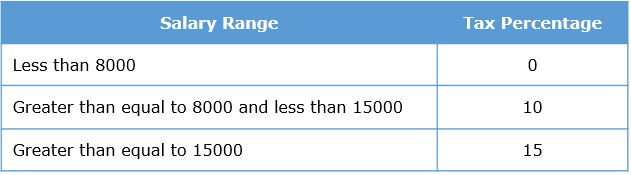 Salary Range Tax Percentage
Less than 8000 0
Greater than equal to 8000 and less than 15000 10
Greater than equal to 15000 15